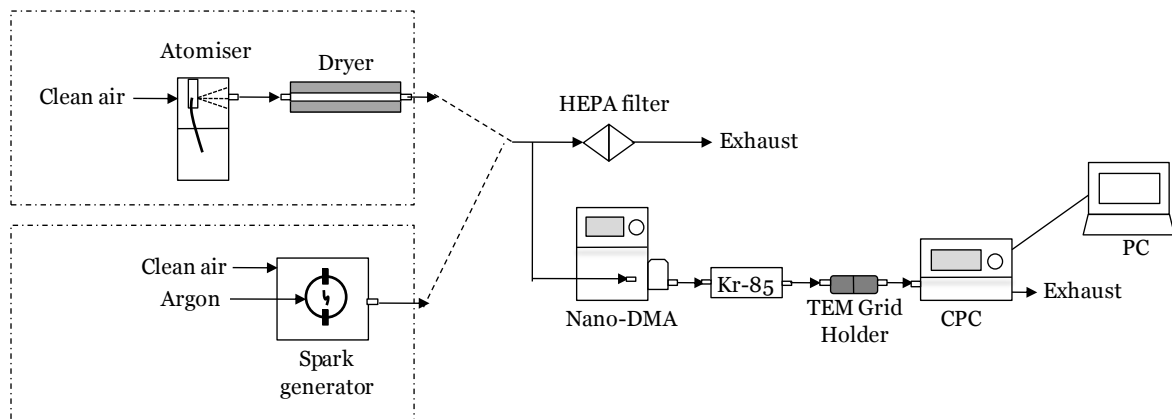 Atomiser
Dryer
Clean air
HEPA filter
Exhaust
PC
Clean air
Argon
Spark
generator
Nano-DMA
Kr-85
TEM Grid
Holder
CPC
Exhaust